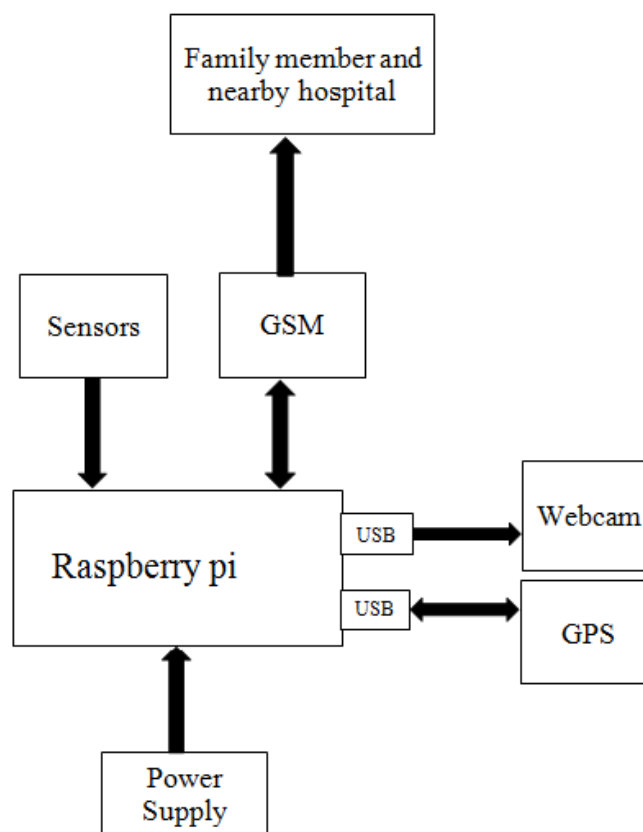 Family member and
nearby hospital
Sensors
GSM
Raspberry pi
USB
Webcam
USB
GPS
Power
Supply